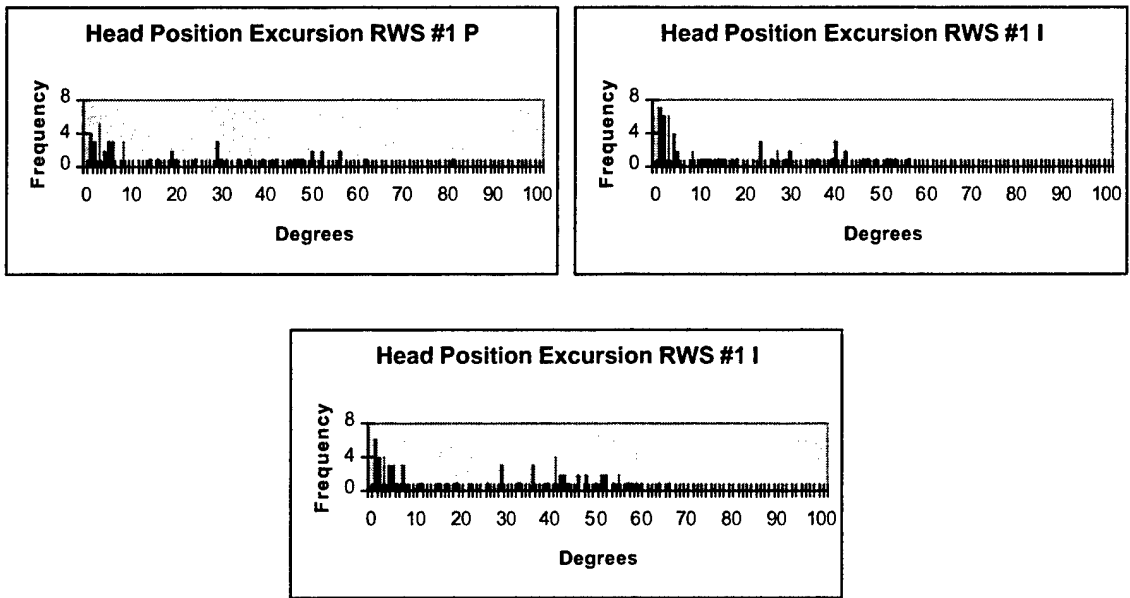 Head Position Excursion RWS #1 P
Frequency
8
4
0
0 10 20 30 40 50 60 70 80 90 100
Degrees
Head Position Excursion RWS #1 I
Frequency
8
4
0
0 10 20 30 40 50 60 70 80 90 100
Degrees
Head Position Excursion RWS #1 I
Frequency
8
4
0
0 10 20 30 40 50 60 70 80 90 100
Degrees